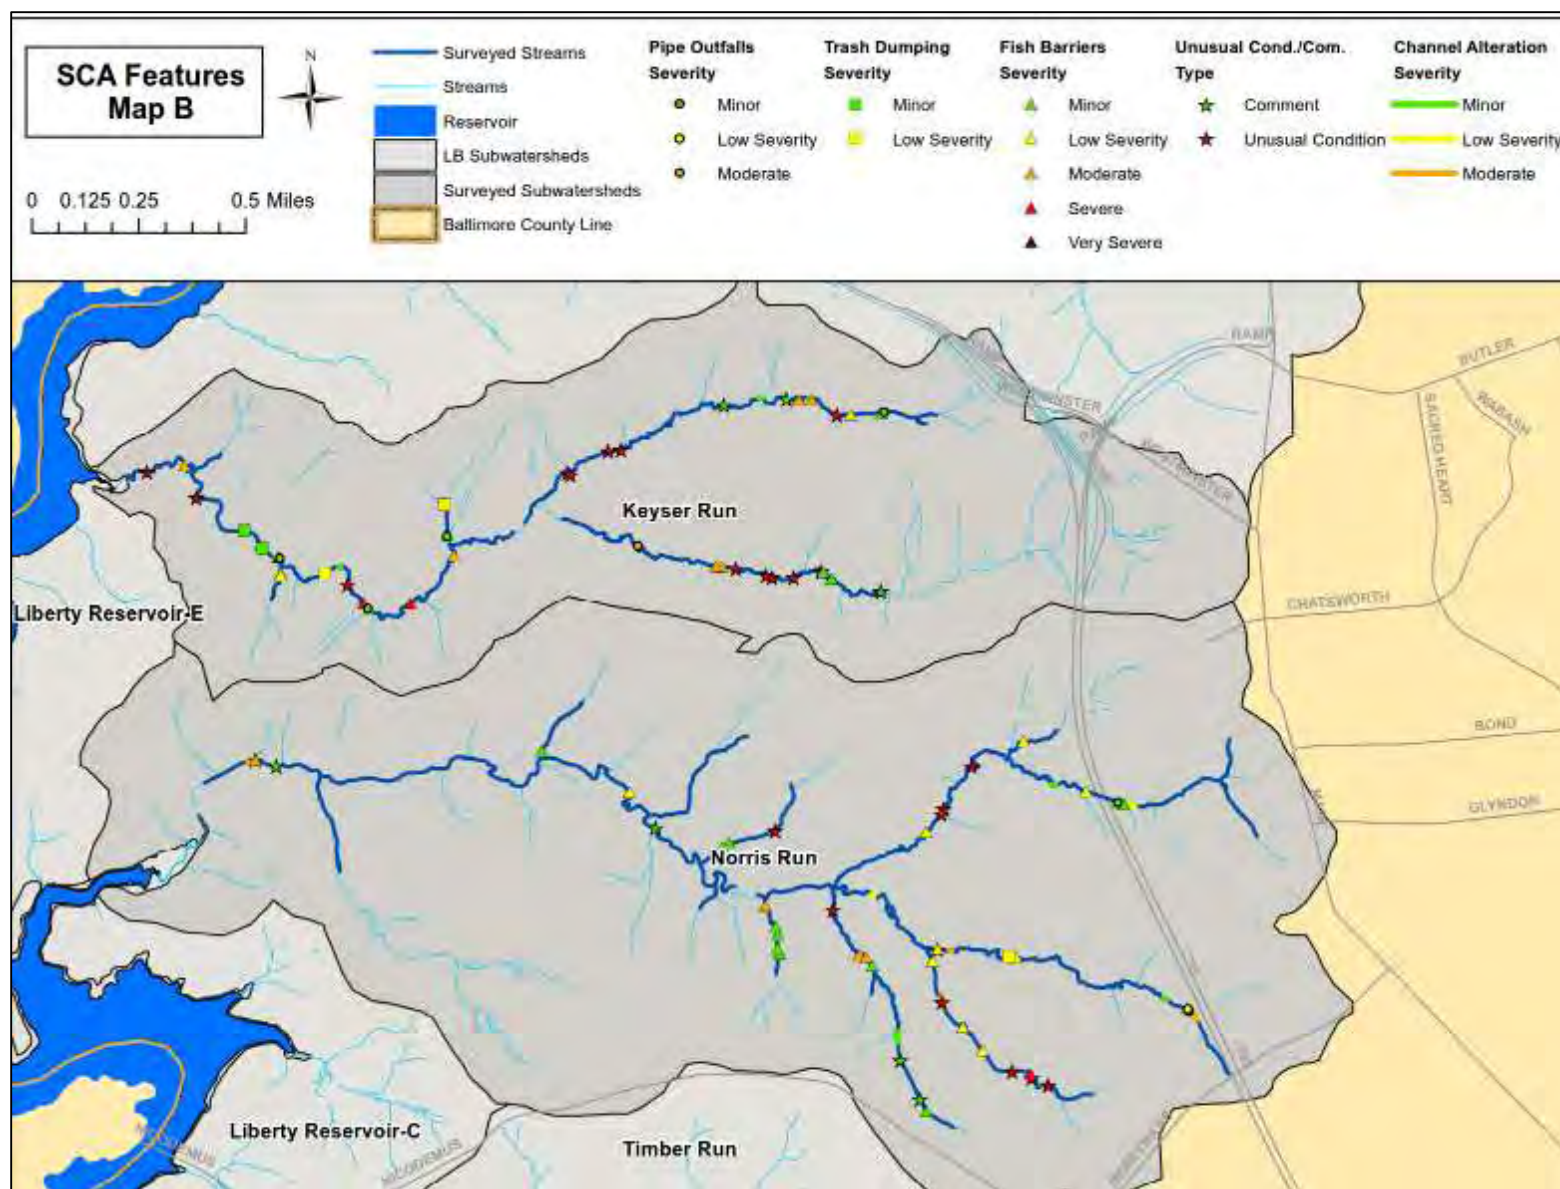 SCA Features
Map B
N
0 0.125 0.25 0.5 Miles
Surveyed Streams
Streams
Reservoir
LB Subwatersheds
Surveyed Subwatersheds
Baltimore County Line
Pipe Outfalls
Severity
Minor
Low Severity
Moderate
Trash Dumping
Severity
Minor
Low Severity
Fish Barriers
Severity
Minor
Low Severity
Moderate
Severe
Very Severe
Unusual Cond./Com.
Type
Comment
Unusual Condition
Channel Alteration
Severity
Minor
Low Severity
Moderate
RAMP
BUTLER
WABASH
SACRED HEART
Keyser Run
CHATSWORTH
Liberty Reservoir-E
BOND
GLYNDON
Norris Run
Liberty Reservoir-C
NICODEMUS
Timber Run